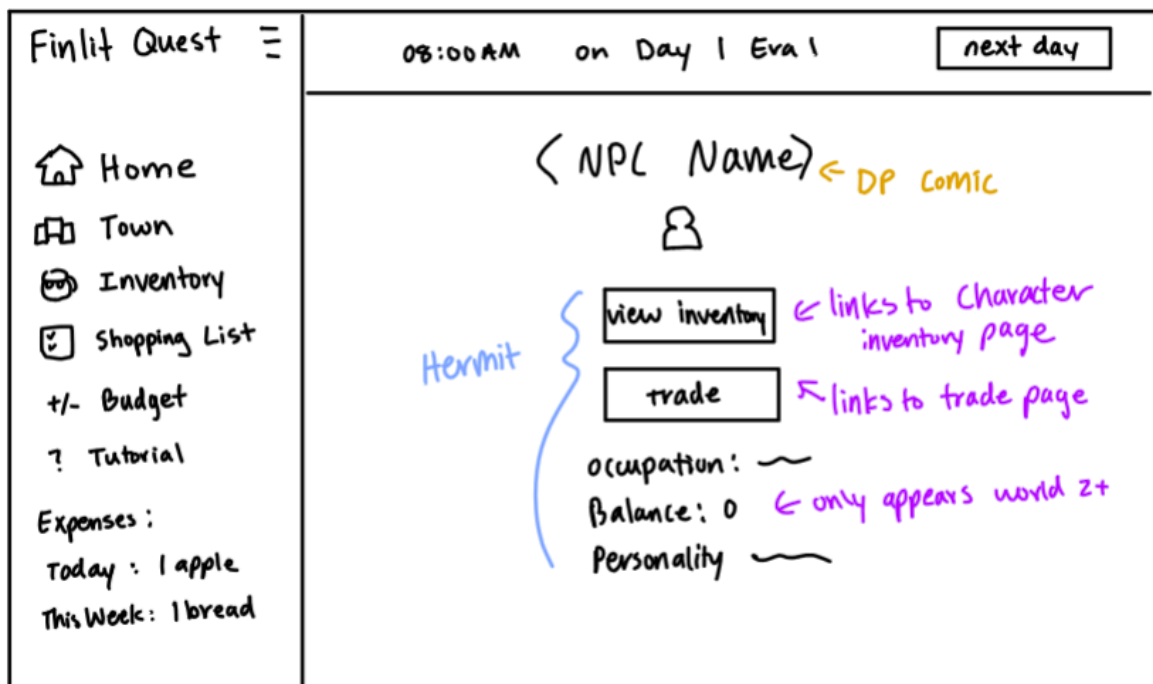 Finlit Quest
08:00AM on Day 1 Era 1
next day
Home
Town
Inventory
Shopping List
+/- Budget
? Tutorial
Expenses:
Today: 1 apple
This Week: 1 bread
<NPC Name>
← DP Comic
Hermit
view inventory
← links to Character
inventory page
trade
↖ links to trade page
occupation:
Balance: 0
← only appears world 2+
Personality